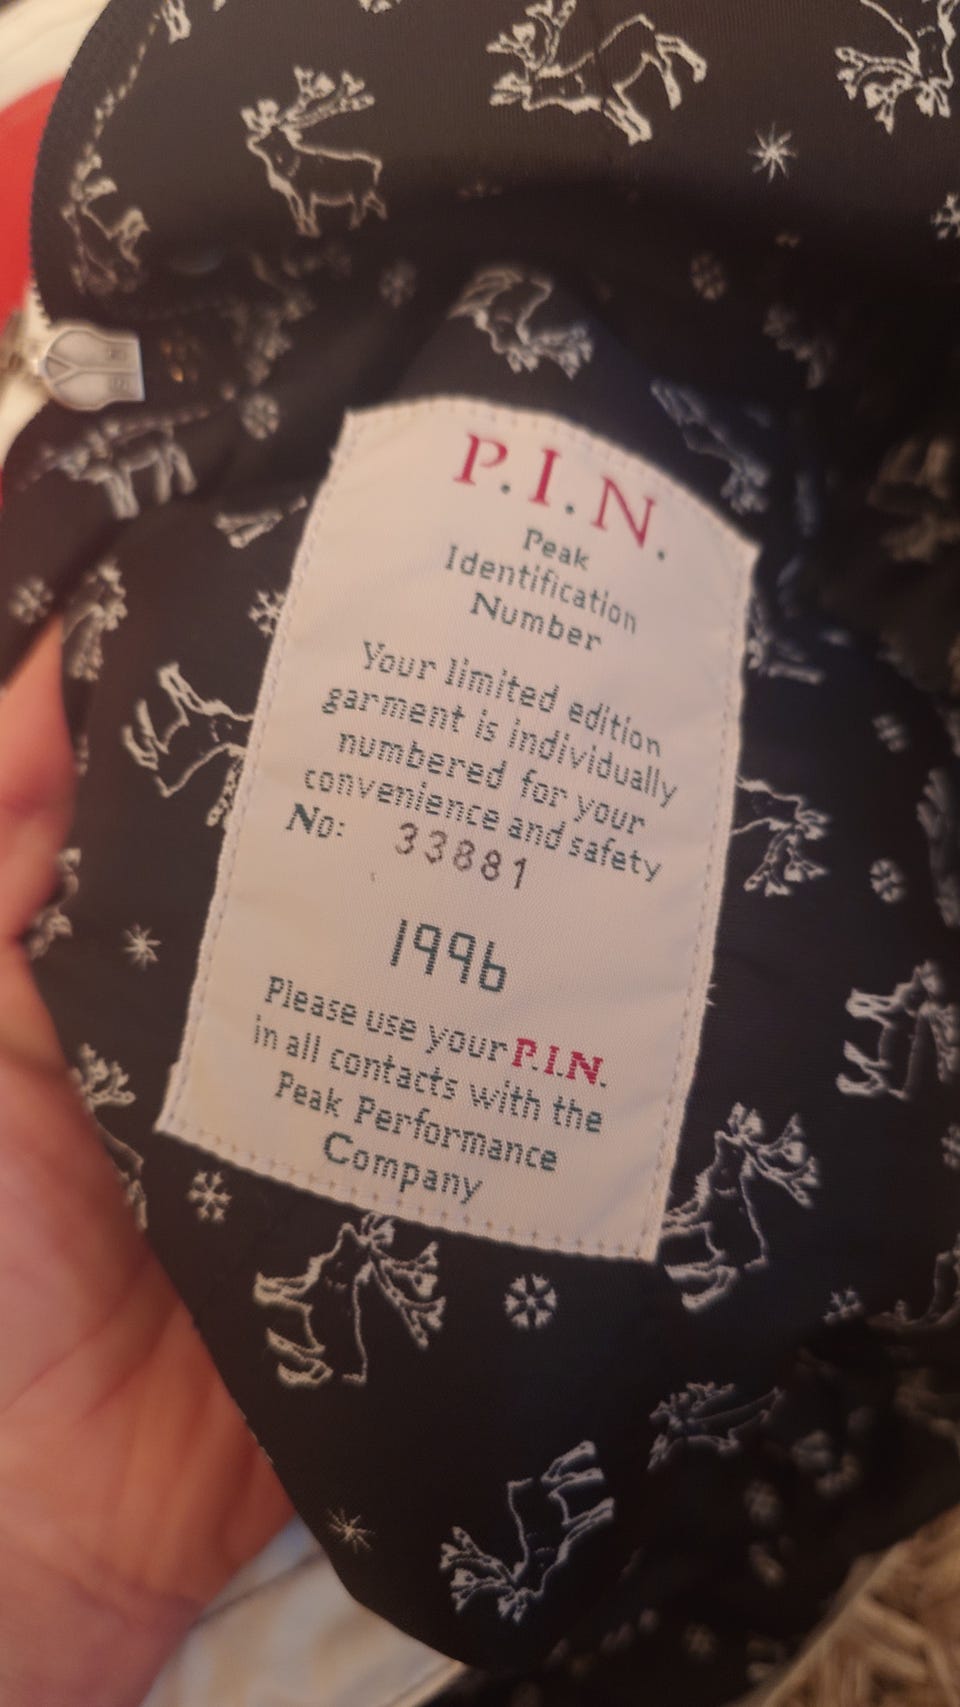 P.I.N.
Peak
Identification
Number
Your limited edition
garment is individually
numbered for your
convenience and safety
No: 33881
1996
Please use your P.I.N.
in all contacts with the
Peak Performance
Company